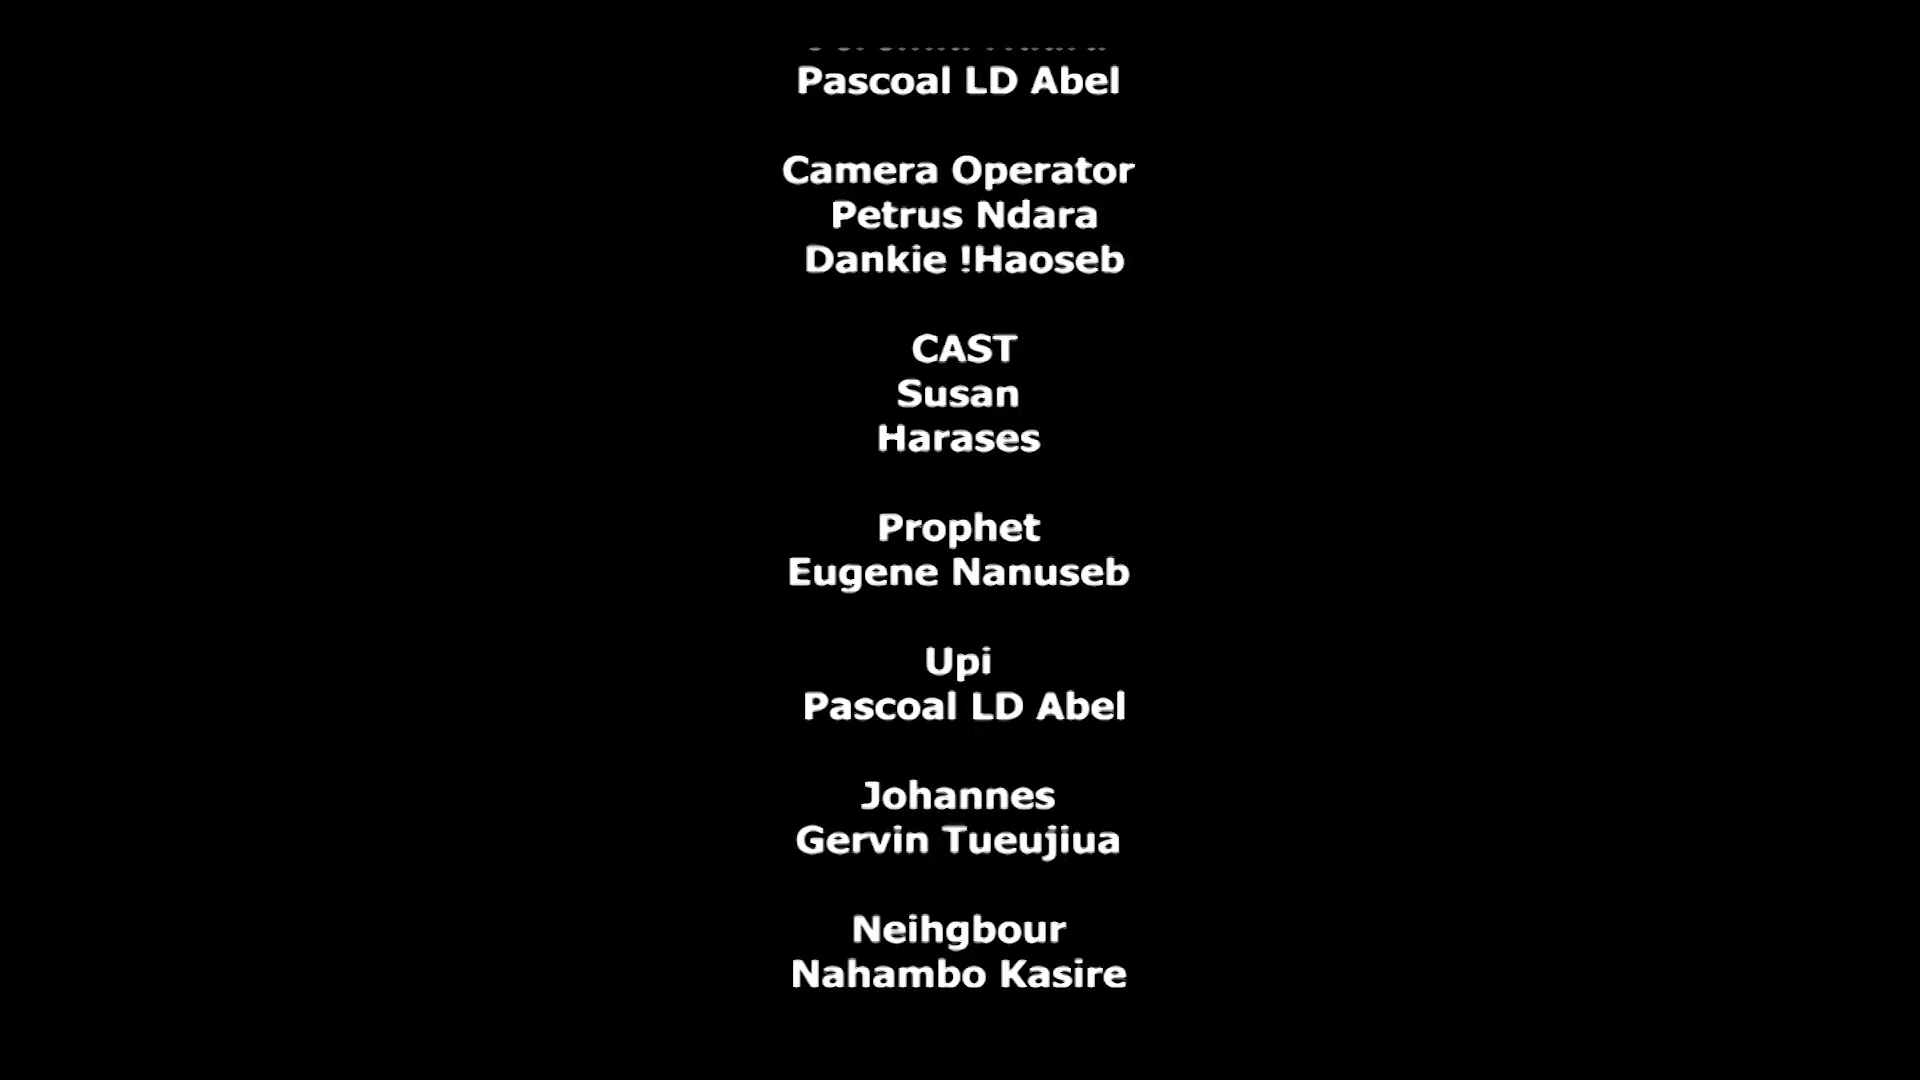 Pascoal LD Abel
Camera Operator
Petrus Ndara
Dankie !Haoseb
CAST
Susan
Harases
Prophet
Eugene Nanuseb
Upi
Pascoal LD Abel
Johannes
Gervin Tueujiua
Neihgbour
Nahambo Kasire